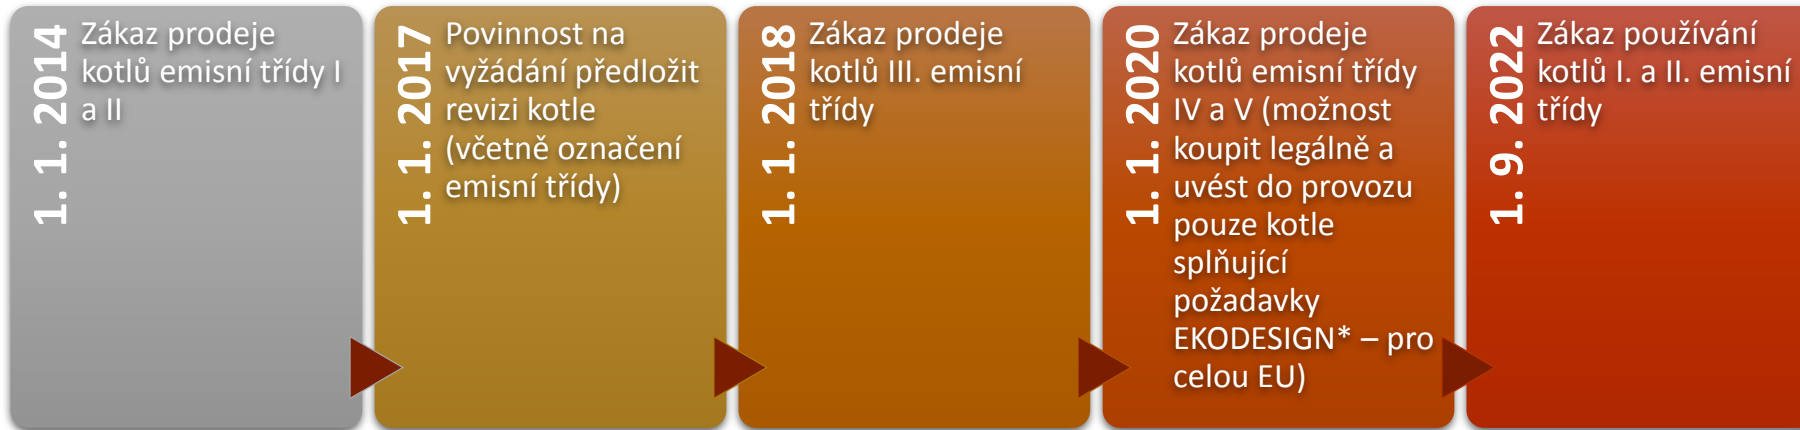 1. 1. 2014
Zákaz prodeje
kotlů emisní třídy I
a II
1. 1. 2017
Povinnost na
vyžádání předložit
revizi kotle
(včetně označení
emisní třídy)
1. 1. 2018
Zákaz prodeje
kotlů III. emisní
třídy
1. 1. 2020
Zákaz prodeje
kotlů emisní třídy
IV a V (možnost
koupit legálně a
uvést do provozu
pouze kotle
splňující
požadavky
EKODESIGN* – pro
celou EU)
1. 9. 2022
Zákaz používání
kotlů I. a II. emisní
třídy